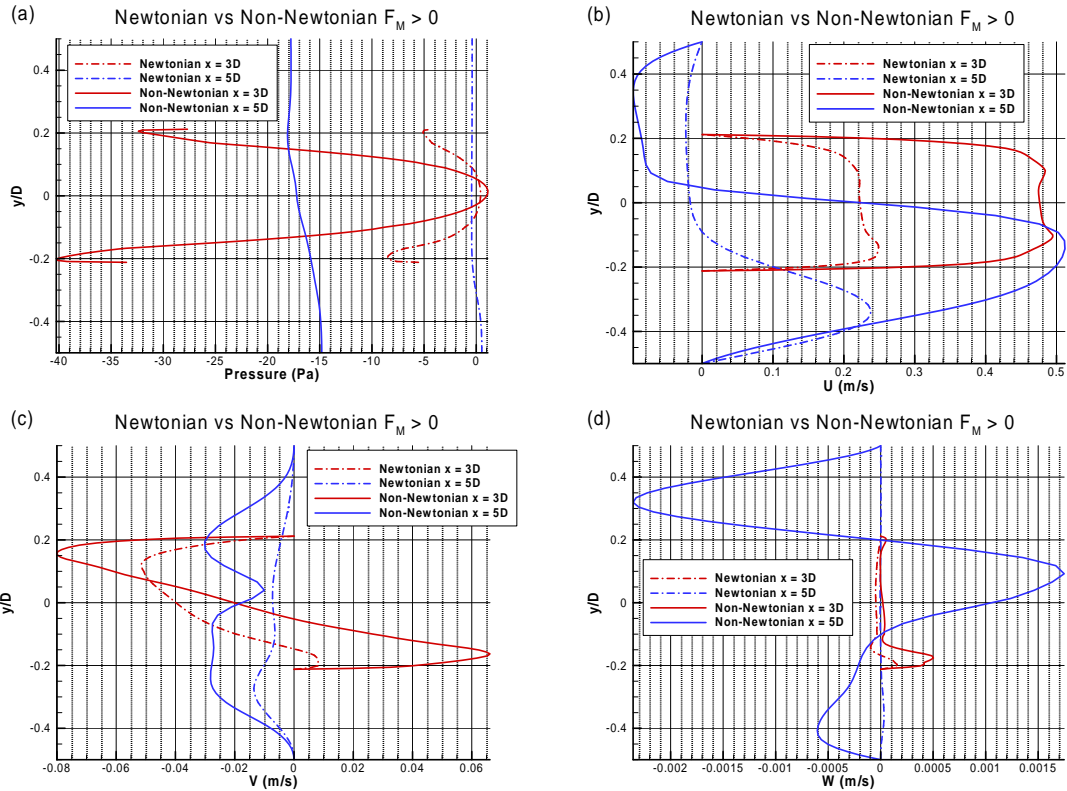 (a)
Newtonian vs Non-Newtonian F_M > 0
Newtonian x = 3D
Newtonian x = 5D
Non-Newtonian x = 3D
Non-Newtonian x = 5D
y/D
0.4
0.2
0
-0.2
-0.4
-40 -35 -30 -25 -20 -15 -10 -5 0
Pressure (Pa)
(b)
Newtonian vs Non-Newtonian F_M > 0
Newtonian x = 3D
Newtonian x = 5D
Non-Newtonian x = 3D
Non-Newtonian x = 5D
y/D
0.4
0.2
0
-0.2
-0.4
0 0.1 0.2 0.3 0.4 0.5
U (m/s)
(c)
Newtonian vs Non-Newtonian F_M > 0
Newtonian x = 3D
Newtonian x = 5D
Non-Newtonian x = 3D
Non-Newtonian x = 5D
y/D
0.4
0.2
0
-0.2
-0.4
-0.08 -0.06 -0.04 -0.02 0 0.02 0.04 0.06
V (m/s)
(d)
Newtonian vs Non-Newtonian F_M > 0
Newtonian x = 3D
Newtonian x = 5D
Non-Newtonian x = 3D
Non-Newtonian x = 5D
y/D
0.4
0.2
0
-0.2
-0.4
-0.002 -0.0015 -0.001 -0.0005 0 0.0005 0.001 0.0015
W (m/s)